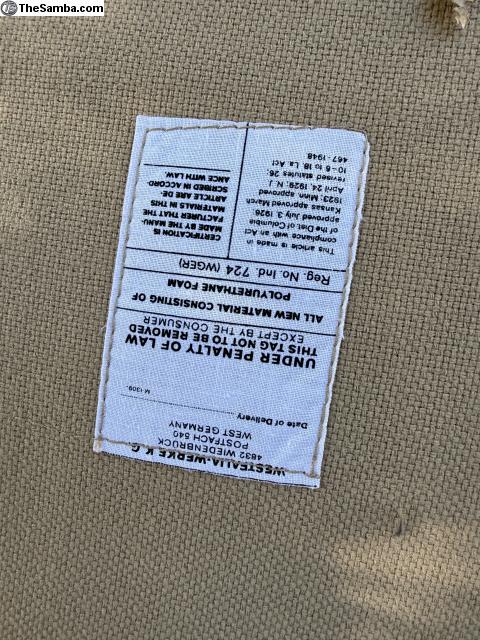 TheSamba.com
WESTFALIA-WERKE K.G.
4832 WIEDENBRUCK
POSTFACH 540
WEST GERMANY
Date of Delivery
M-1309-
UNDER PENALTY OF LAW
THIS TAG NOT TO BE REMOVED
EXCEPT BY THE CONSUMER
ALL NEW MATERIAL CONSISTING OF
POLYURETHANE FOAM
Reg. No. Ind. 724 (WGER)
This article is made in
compliance with an Act
of the Dist. of Columbia
approved July 1926,
Kansas approved March
1923, Minn. approved
April 24, 1929, N. J.
revised statutes 26:
10-6 to 18. La. Act
467-1948
CERTIFICATION IS
MADE BY THE MANU-
FACTURER THAT THE
MATERIALS IN THIS
ARTICLE ARE DE-
SCRIBED IN ACCORD-
ANCE WITH LAW.